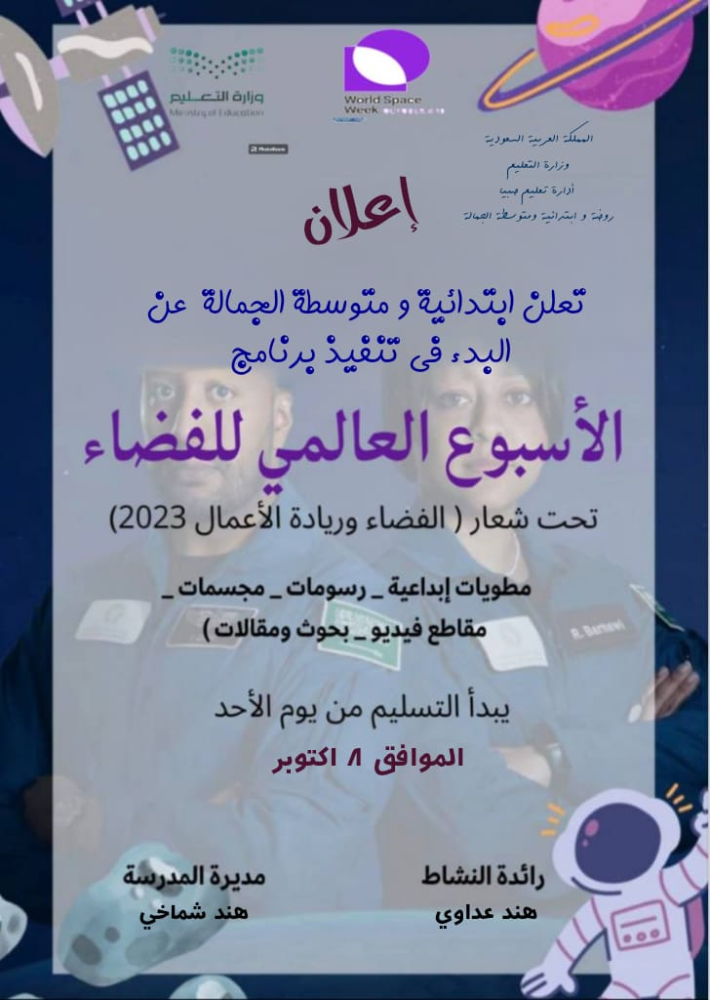 وزارة التعليم
Ministry of Education
World Space
Week
PhotoRoom
المملكة العربية السعودية
وزارة التعليم
أدارة تعليم صبيا
روضة و ابتدائية ومتوسطة الجمالة
إعلان
تعلن ابتدائية و متوسطة الجمالة عن
البدء فى تنفيذ برنامج
الأسبوع العالمي للفضاء
تحت شعار ( الفضاء وريادة الأعمال 2023)
مطويات إبداعية _ رسومات _ مجسمات _
مقاطع فيديو _ بحوث ومقالات )
R. Barnawi
يبدأ التسليم من يوم الأحد
الموافق ٨ اكتوبر
رائدة النشاط
هند عداوي
مديرة المدرسة
هند شماخي